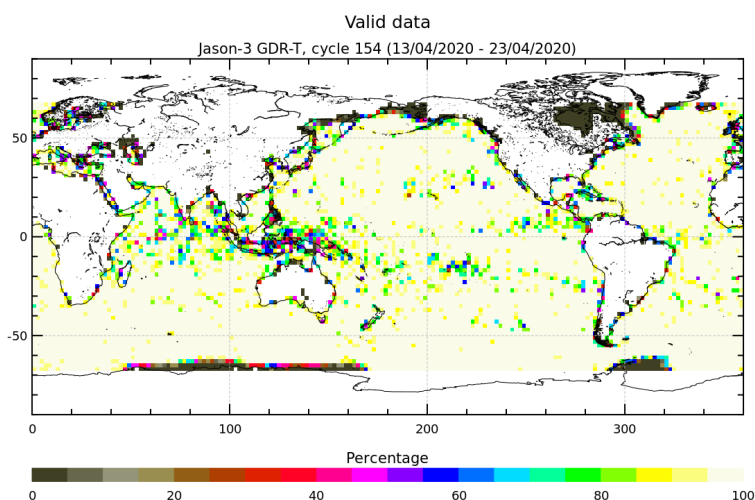 Valid data
Jason-3 GDR-T, cycle 154 (13/04/2020 - 23/04/2020)
50
0
-50
0 100 200 300
Percentage
0 20 40 60 80 100